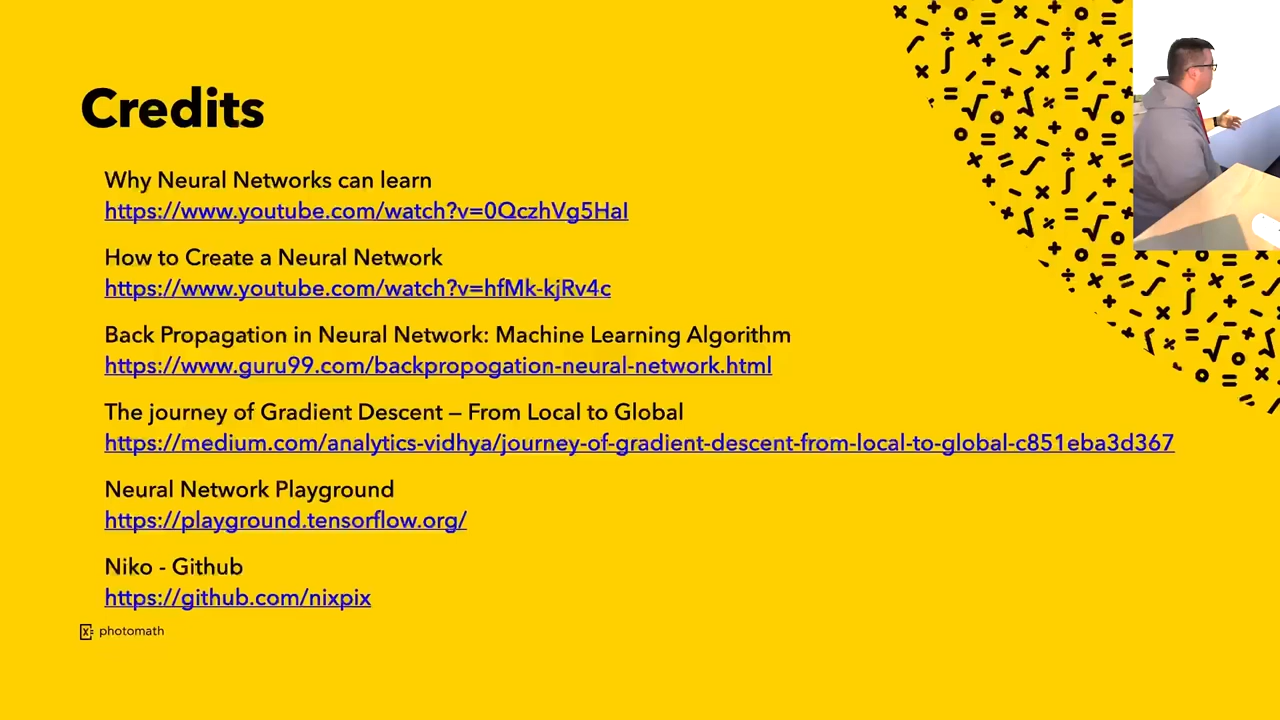 Credits
Why Neural Networks can learn
https://www.youtube.com/watch?v=0QczhVg5HaI
How to Create a Neural Network
https://www.youtube.com/watch?v=hfMk-kjRv4c
Back Propagation in Neural Network: Machine Learning Algorithm
https://www.guru99.com/backpropogation-neural-network.html
The journey of Gradient Descent – From Local to Global
https://medium.com/analytics-vidhya/journey-of-gradient-descent-from-local-to-global-c851eba3d367
Neural Network Playground
https://playground.tensorflow.org/
Niko - Github
https://github.com/nixpix
photomath